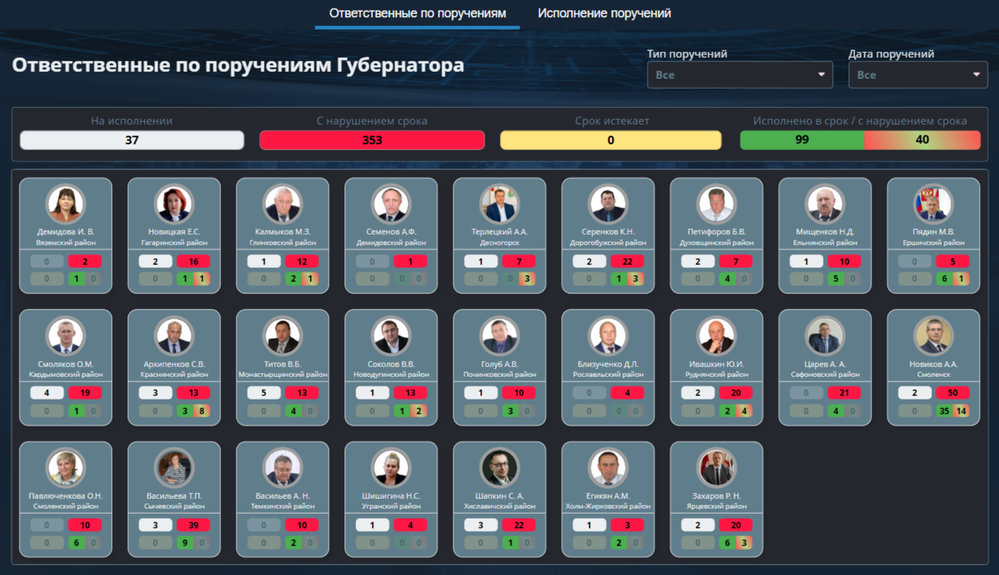 Ответственные по поручениям Исполнение поручений
Ответственные по поручениям Губернатора
Тип поручений Дата поручений
Все Все
На исполнении С нарушением срока Срок истекает Исполнено в срок / с нарушением срока
37 353 0 99 40
Демидова И. В. Новицкая Е.С. Калмыков М.З. Семенов А.Ф. Терлецкий А.А. Серенков К.Н. Петифоров Б.В. Мищенков Н.Д. Пядин М.В.
Вяземский район Гагаринский район Глинковский район Демидовский район Десногорск Дорогобужский район Духовщинский район Ельнинский район Ершичский район
0 2 2 16 1 12 0 1 1 7 2 22 2 7 1 10 0 5
0 1 0 0 1 1 0 2 1 0 0 0 0 0 3 0 1 3 0 4 0 0 5 0 0 6 1
Смоляков О.М. Архипенков С.В. Титов В.Б. Соколов В.В. Голуб А.В. Близученко Д.Л. Ивашкин Ю.И. Царев А. А. Новиков А.А.
Кардымовский район Краснинский район Монастырщинский район Новодугинский район Починковский район Рославльский район Руднянский район Сафоновский район Смоленск
4 19 3 13 5 13 1 13 1 10 0 4 2 20 0 21 2 50
0 1 0 0 3 8 0 4 0 0 1 2 0 3 0 0 0 0 0 2 4 0 4 0 0 35 14
Павлюченкова О.Н. Васильева Т.П. Васильев А. Н. Шишигина Н.С. Шапкин С. А. Егикян А.М. Захаров Р. Н.
Смоленский район Сычевский район Темкинский район Угранский район Хиславичский район Холм-Жирковский район Ярцевский район
0 10 3 39 0 10 1 4 3 22 1 3 2 20
0 6 0 0 9 0 0 2 0 0 0 0 0 1 0 0 2 0 0 6 3